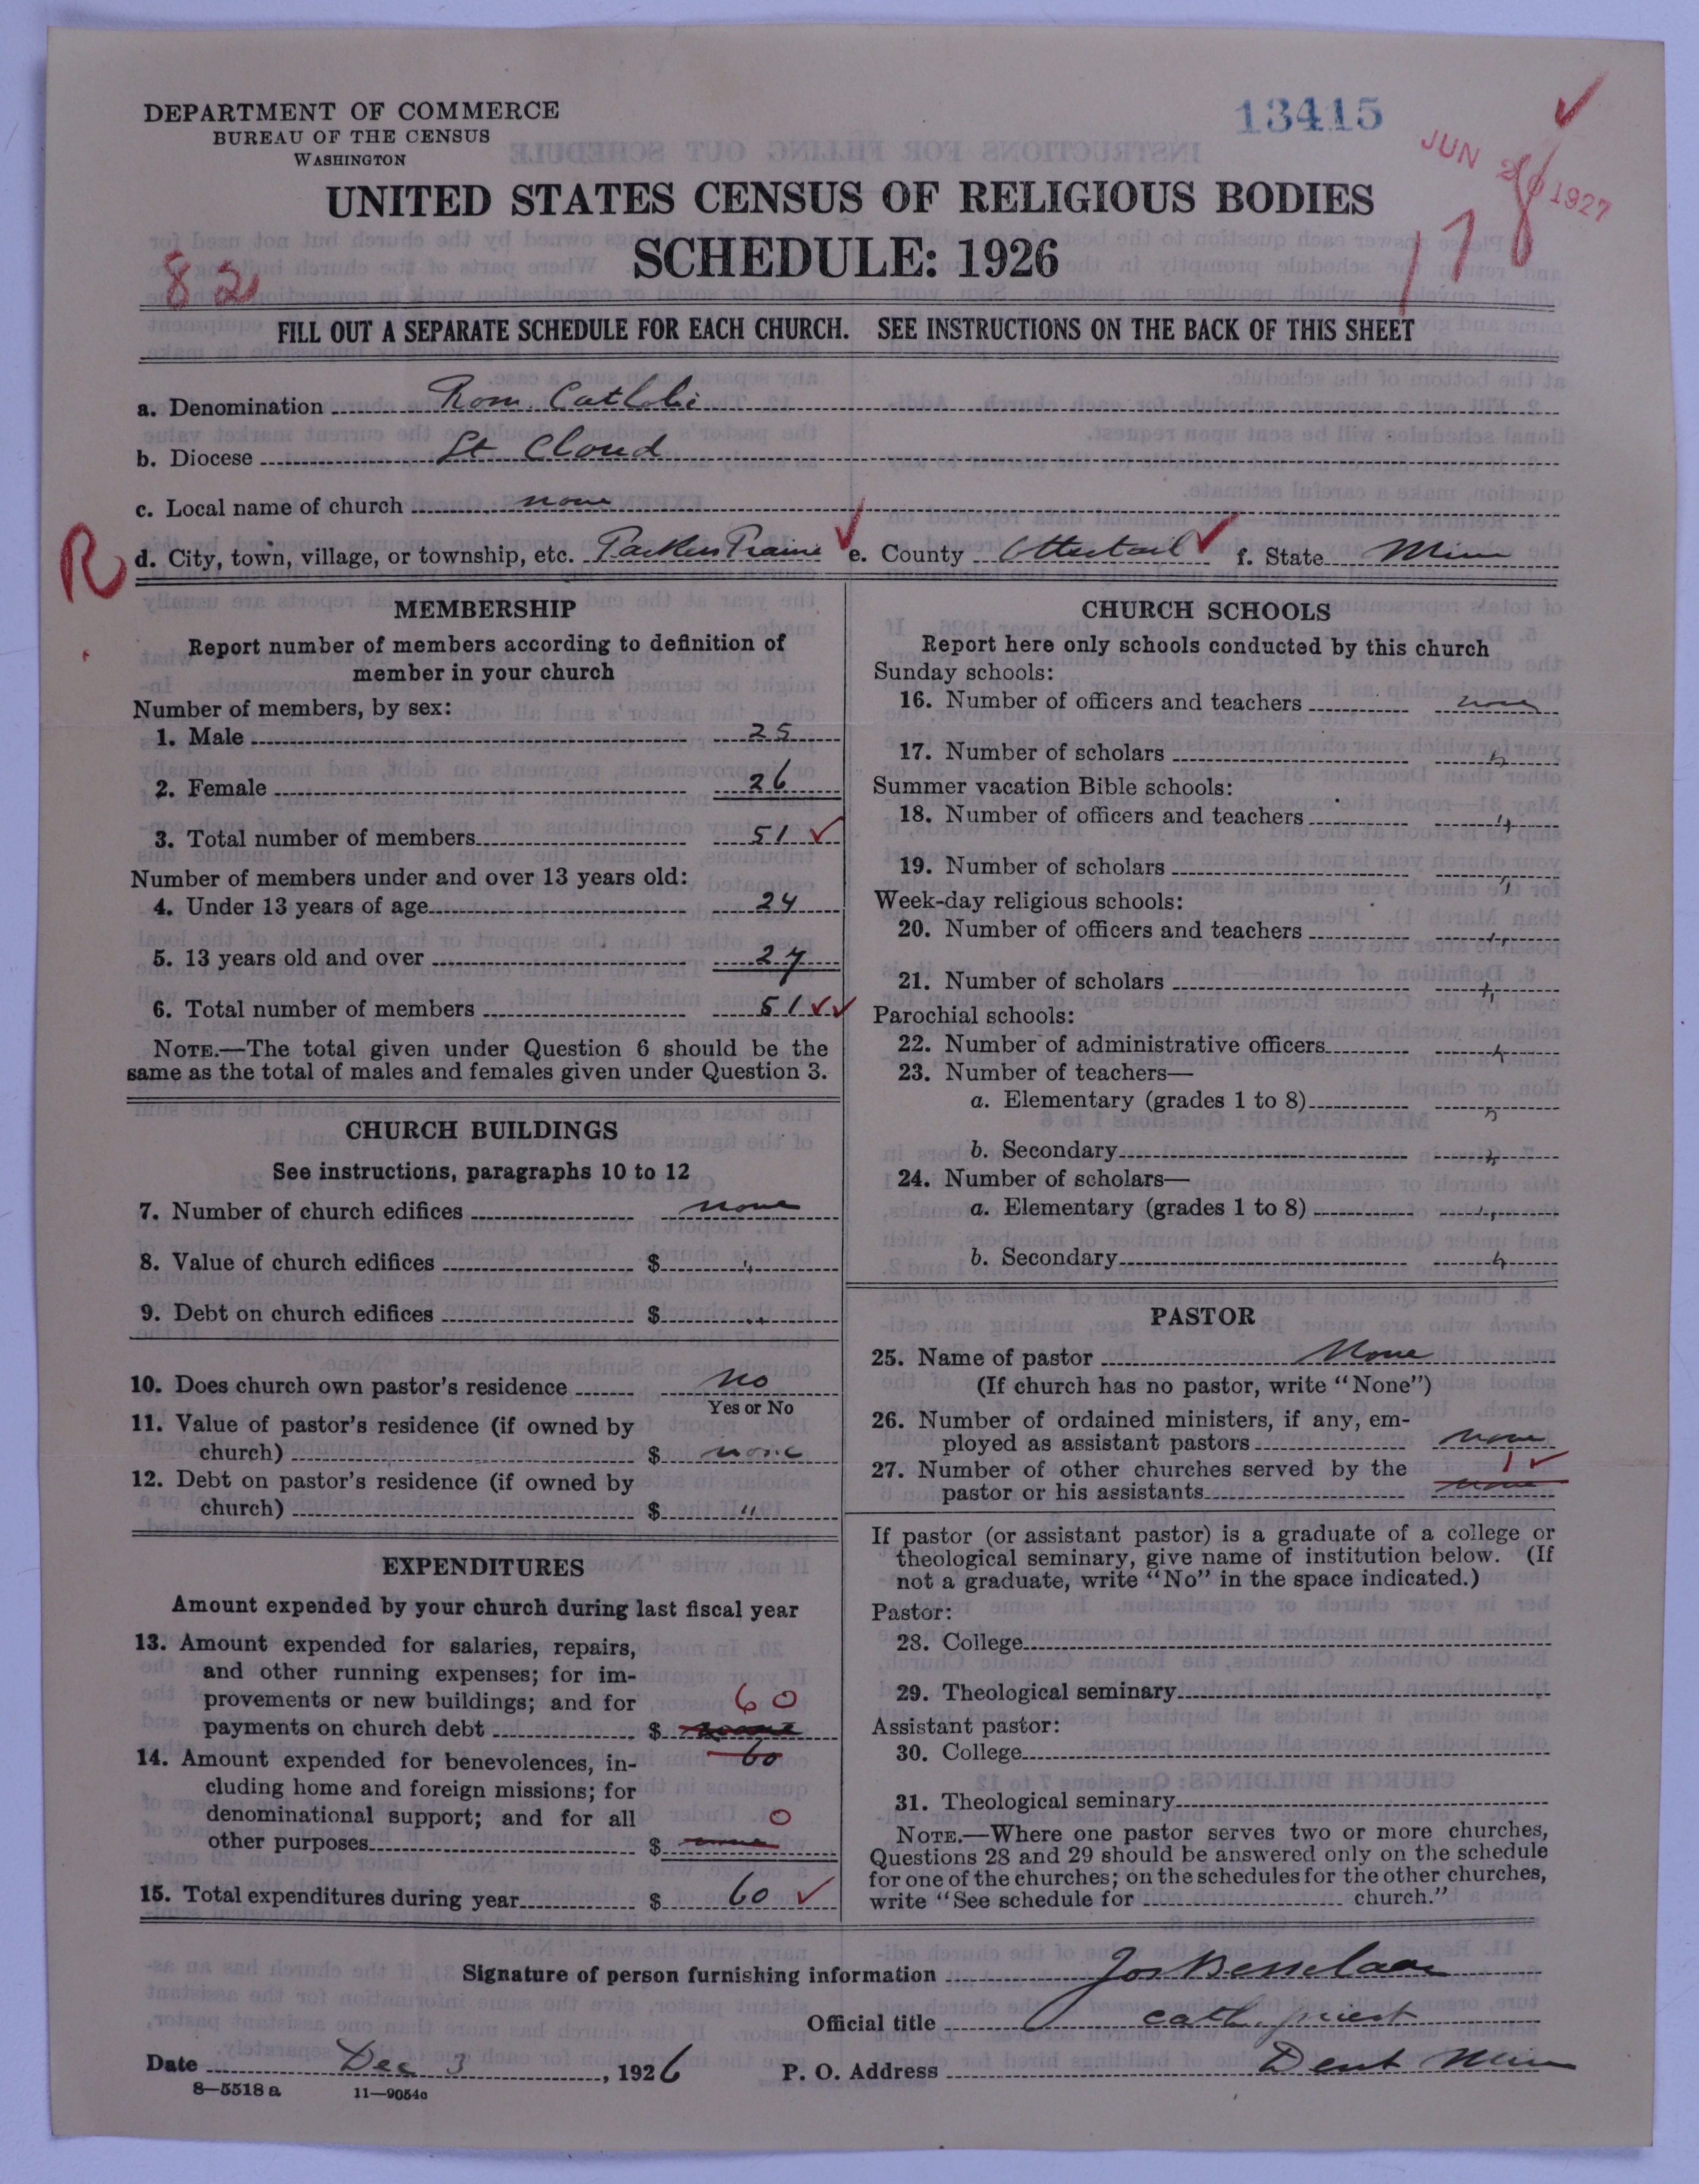 DEPARTMENT OF COMMERCE
BUREAU OF THE CENSUS
WASHINGTON
13415
JUN 1927
UNITED STATES CENSUS OF RELIGIOUS BODIES
SCHEDULE: 1926
82
178
FILL OUT A SEPARATE SCHEDULE FOR EACH CHURCH. SEE INSTRUCTIONS ON THE BACK OF THIS SHEET
a. Denomination Rom. Catholic
b. Diocese St Cloud
c. Local name of church none
R d. City, town, village, or township, etc. Parkers Prairie e. County Ottertail f. State Minn
MEMBERSHIP
Report number of members according to definition of
member in your church
Number of members, by sex:
1. Male 25
2. Female 26
3. Total number of members 51
Number of members under and over 13 years old:
4. Under 13 years of age 24
5. 13 years old and over 27
6. Total number of members 51
NOTE.—The total given under Question 6 should be the
same as the total of males and females given under Question 3.
CHURCH BUILDINGS
See instructions, paragraphs 10 to 12
7. Number of church edifices none
8. Value of church edifices $ "
9. Debt on church edifices $ "
10. Does church own pastor's residence no
Yes or No
11. Value of pastor's residence (if owned by
church) $ none
12. Debt on pastor's residence (if owned by
church) $ "
EXPENDITURES
Amount expended by your church during last fiscal year
13. Amount expended for salaries, repairs,
and other running expenses; for im-
provements or new buildings; and for 60
payments on church debt $ none
14. Amount expended for benevolences, in- 60
cluding home and foreign missions; for
denominational support; and for all 0
other purposes $ none
15. Total expenditures during year $ 60
CHURCH SCHOOLS
Report here only schools conducted by this church
Sunday schools:
16. Number of officers and teachers none
17. Number of scholars "
Summer vacation Bible schools:
18. Number of officers and teachers "
19. Number of scholars "
Week-day religious schools:
20. Number of officers and teachers "
21. Number of scholars "
Parochial schools:
22. Number of administrative officers "
23. Number of teachers—
a. Elementary (grades 1 to 8) "
b. Secondary "
24. Number of scholars—
a. Elementary (grades 1 to 8) "
b. Secondary "
PASTOR
25. Name of pastor None
(If church has no pastor, write "None")
26. Number of ordained ministers, if any, em-
ployed as assistant pastors none
27. Number of other churches served by the 1
pastor or his assistants none
If pastor (or assistant pastor) is a graduate of a college or
theological seminary, give name of institution below. (If
not a graduate, write "No" in the space indicated.)
Pastor:
28. College
29. Theological seminary
Assistant pastor:
30. College
31. Theological seminary
NOTE.—Where one pastor serves two or more churches,
Questions 28 and 29 should be answered only on the schedule
for one of the churches; on the schedules for the other churches,
write "See schedule for church."
Signature of person furnishing information Jos Besselaar
Official title cath. priest
Date Dec 3, 1926 P. O. Address Dent Minn
8—5518 a 11—9054c